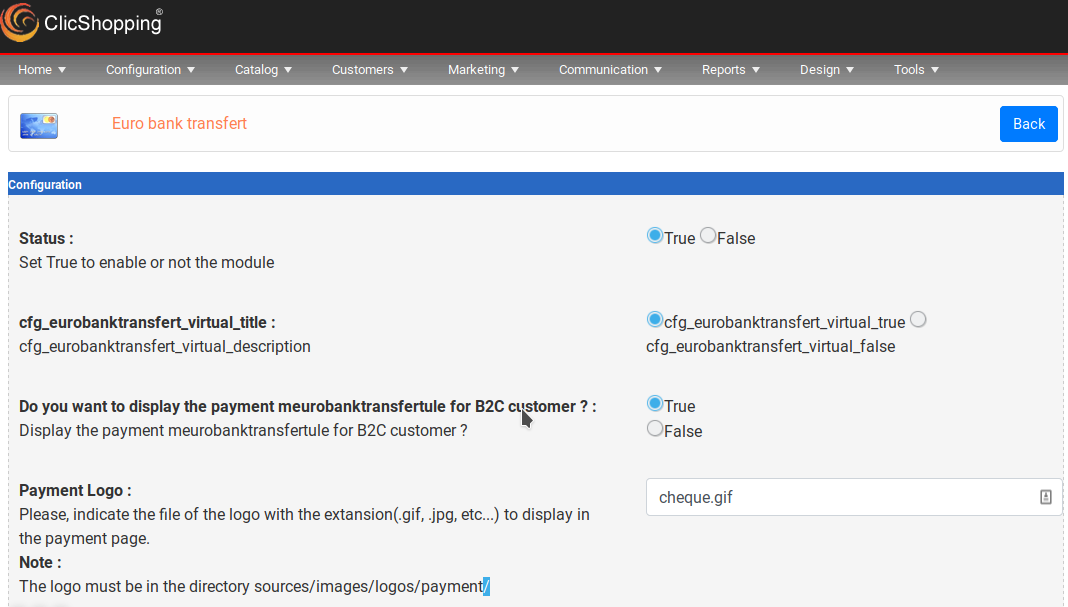 ClicShopping®
Home Configuration Catalog Customers Marketing Communication Reports Design Tools
Euro bank transfert
Back
Configuration
Status :
True False
Set True to enable or not the module
cfg_eurobanktransfert_virtual_title :
cfg_eurobanktransfert_virtual_true
cfg_eurobanktransfert_virtual_description
cfg_eurobanktransfert_virtual_false
Do you want to display the payment meurobanktransfertule for B2C customer ? :
True
Display the payment meurobanktransfertule for B2C customer ?
False
Payment Logo :
cheque.gif
Please, indicate the file of the logo with the extansion(.gif, .jpg, etc...) to display in
the payment page.
Note :
The logo must be in the directory sources/images/logos/payment/